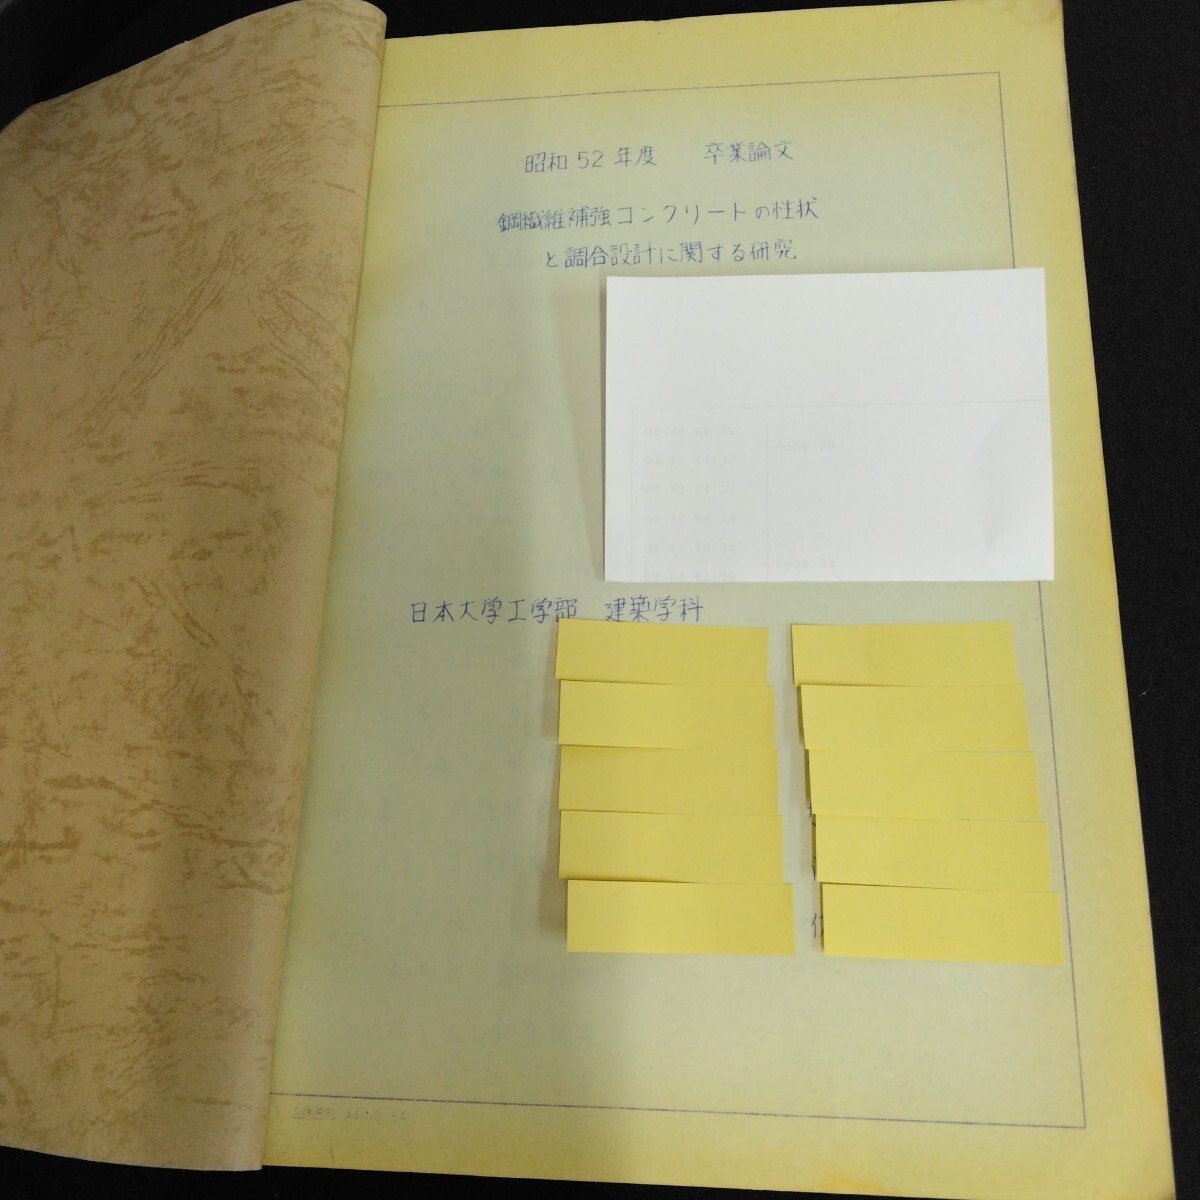 昭和52年度 卒業論文
鋼繊維補強コンクリートの性状
と調合設計に関する研究
日本大学工学部 建築学科